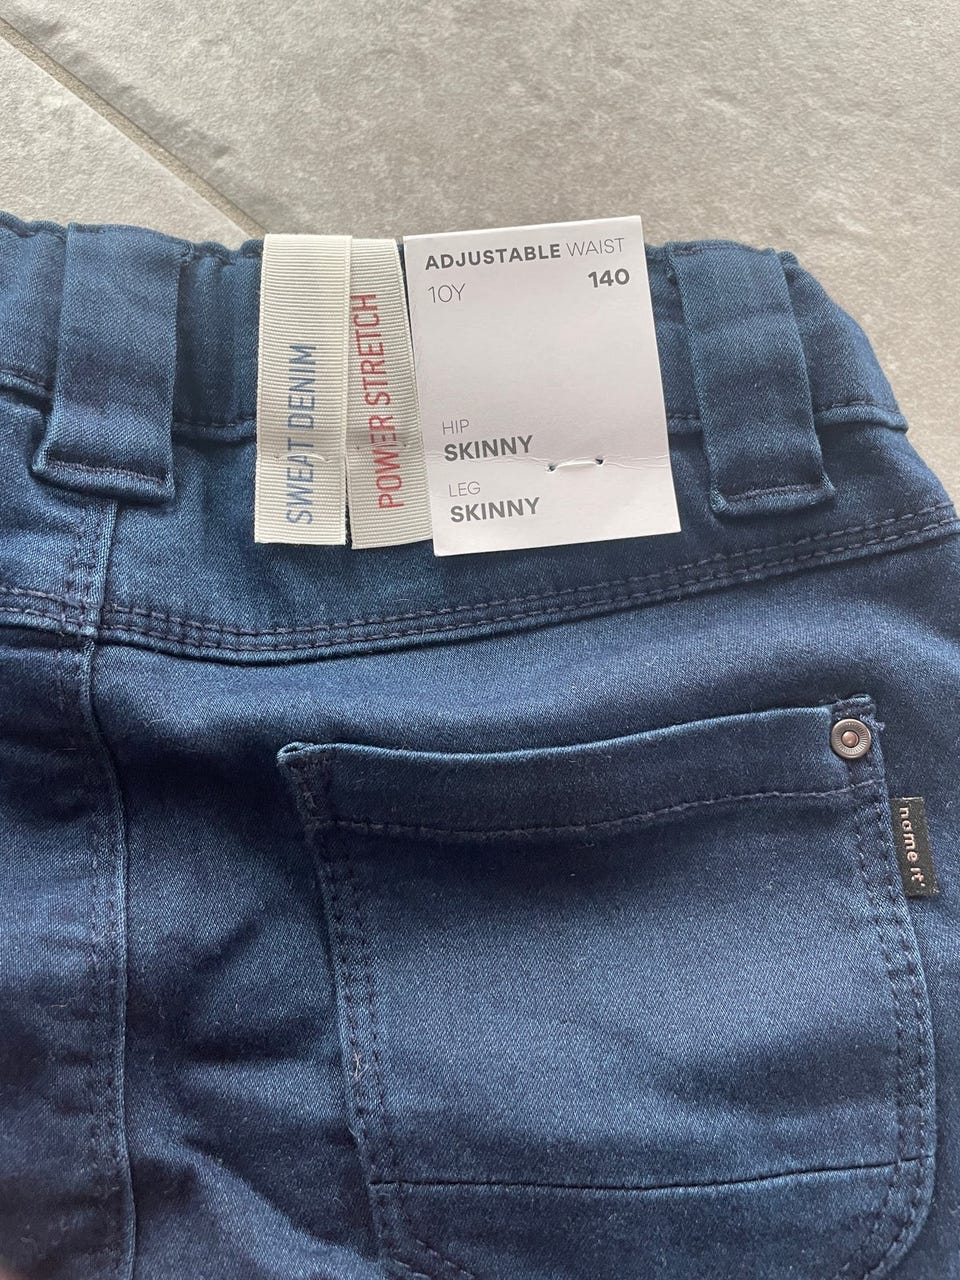 SWEAT DENIM
POWER STRETCH
ADJUSTABLE WAIST
10Y 140
HIP
SKINNY
LEG
SKINNY
name it